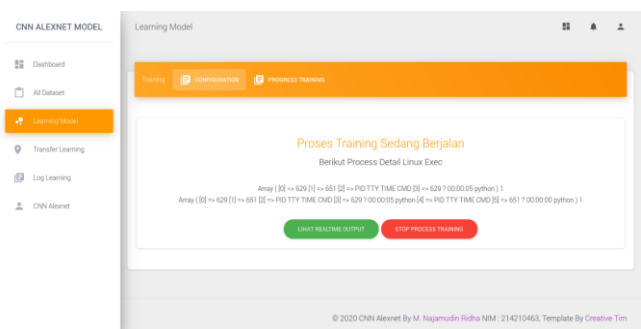 CNN ALEXNET MODEL
Learning Model
Dashboard
All Dataset
Learning Model
Transfer Learning
Log Learning
CNN Alexnet
Training
CONFIGURATION
PROGRESS TRAINING
Proses Training Sedang Berjalan
Berikut Process Detail Linux Exec
Array ( [0] => 629 [1] => 651 [2] => PID TTY TIME CMD [3] => 629 ? 00:00:05 python ) 1
Array ( [0] => 629 [1] => 651 [2] => PID TTY TIME CMD [3] => 629 ? 00:00:05 python [4] => PID TTY TIME CMD [5] => 651 ? 00:00:00 python ) 1
LIHAT REALTIME OUTPUT
STOP PROCESS TRAINING
© 2020 CNN Alexnet By M. Najamudin Ridha NIM : 214210463, Template By Creative Tim